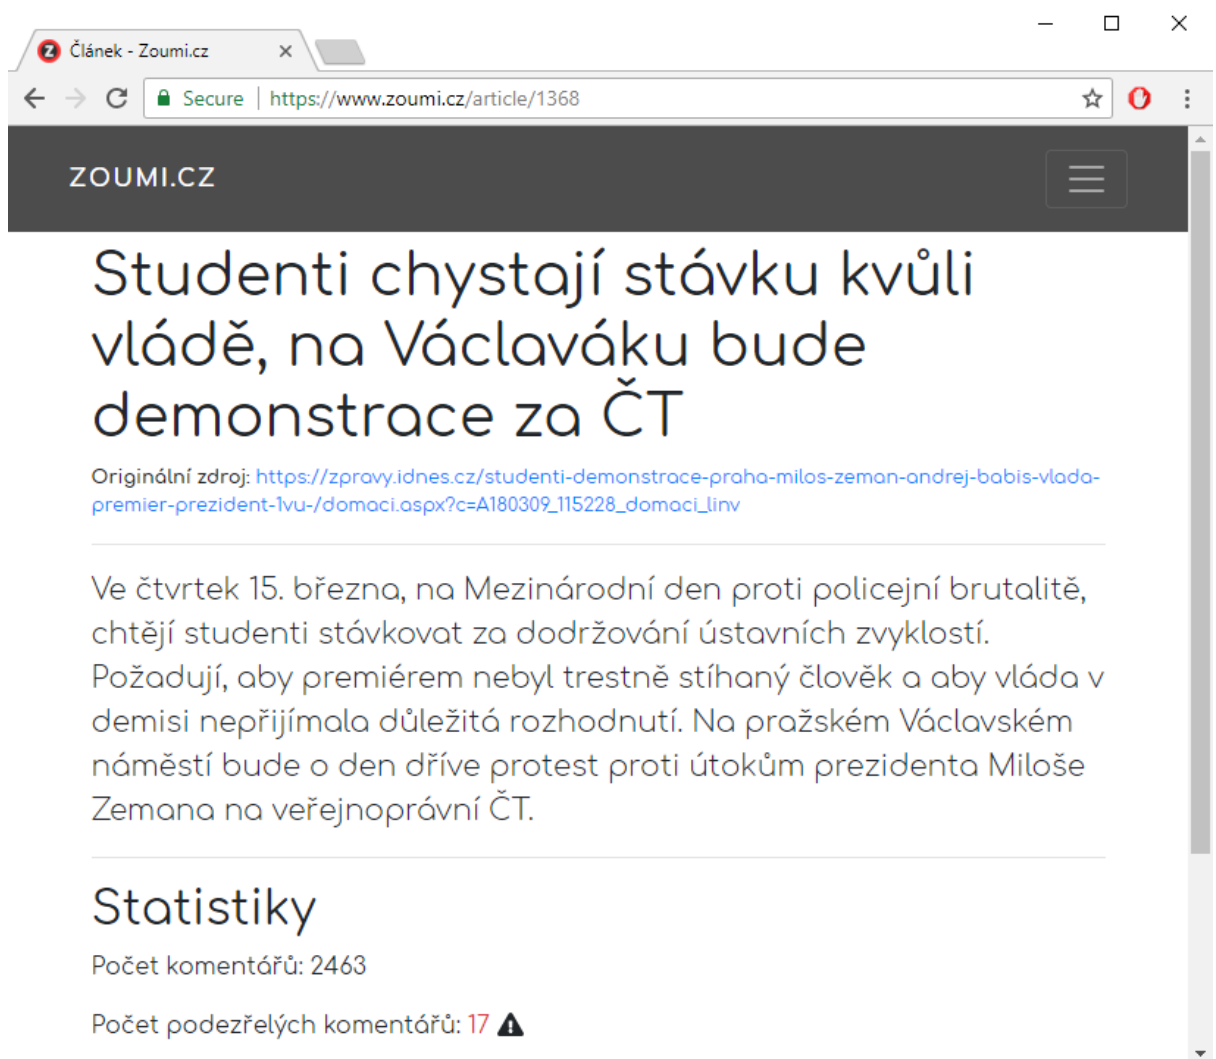 Článek - Zoumi.cz
Secure https://www.zoumi.cz/article/1368
ZOUMI.CZ
Studenti chystají stávku kvůli
vládě, na Václaváku bude
demonstrace za ČT
Originální zdroj: https://zpravy.idnes.cz/studenti-demonstrace-praha-milos-zeman-andrej-babis-vlada-
premier-prezident-1vu-/domaci.aspx?c=A180309_115228_domaci_linv
Ve čtvrtek 15. března, na Mezinárodní den proti policejní brutalitě,
chtějí studenti stávkovat za dodržování ústavních zvyklostí.
Požadují, aby premiérem nebyl trestně stíhaný člověk a aby vláda v
demisi nepřijímala důležitá rozhodnutí. Na pražském Václavském
náměstí bude o den dříve protest proti útokům prezidenta Miloše
Zemana na veřejnoprávní ČT.
Statistiky
Počet komentářů: 2463
Počet podezřelých komentářů: 17